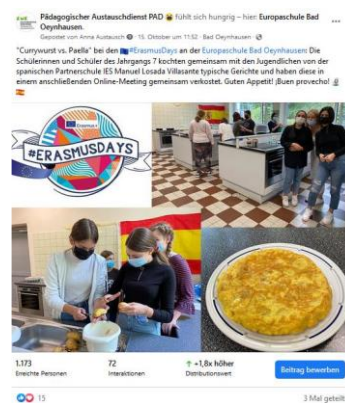 Pädagogischer Austauschdienst PAD 😋 fühlt sich hungrig – hier: Europaschule Bad
Oeynhausen.
Gepostet von Anne Austausch · 15. Oktober um 11:52 · Bad Oeynhausen ·
"Currywurst vs. Paella" bei den 🇪🇺#ErasmusDays an der Europaschule Bad Oeynhausen: Die
Schülerinnen und Schüler des Jahrgangs 7 kochten gemeinsam mit den Jugendlichen von der
spanischen Partnerschule IES Manuel Losada Villasante typische Gerichte und haben diese in
einem anschließenden Online-Meeting gemeinsam verkostet. Guten Appetit! ¡Buen provecho!
🇪🇸
Erasmus+
#ERASMUSDAYS
1.173
Erreichte Personen
72
Interaktionen
↑ +1,8x höher
Distributionswert
Beitrag bewerben
15
3 Mal geteilt